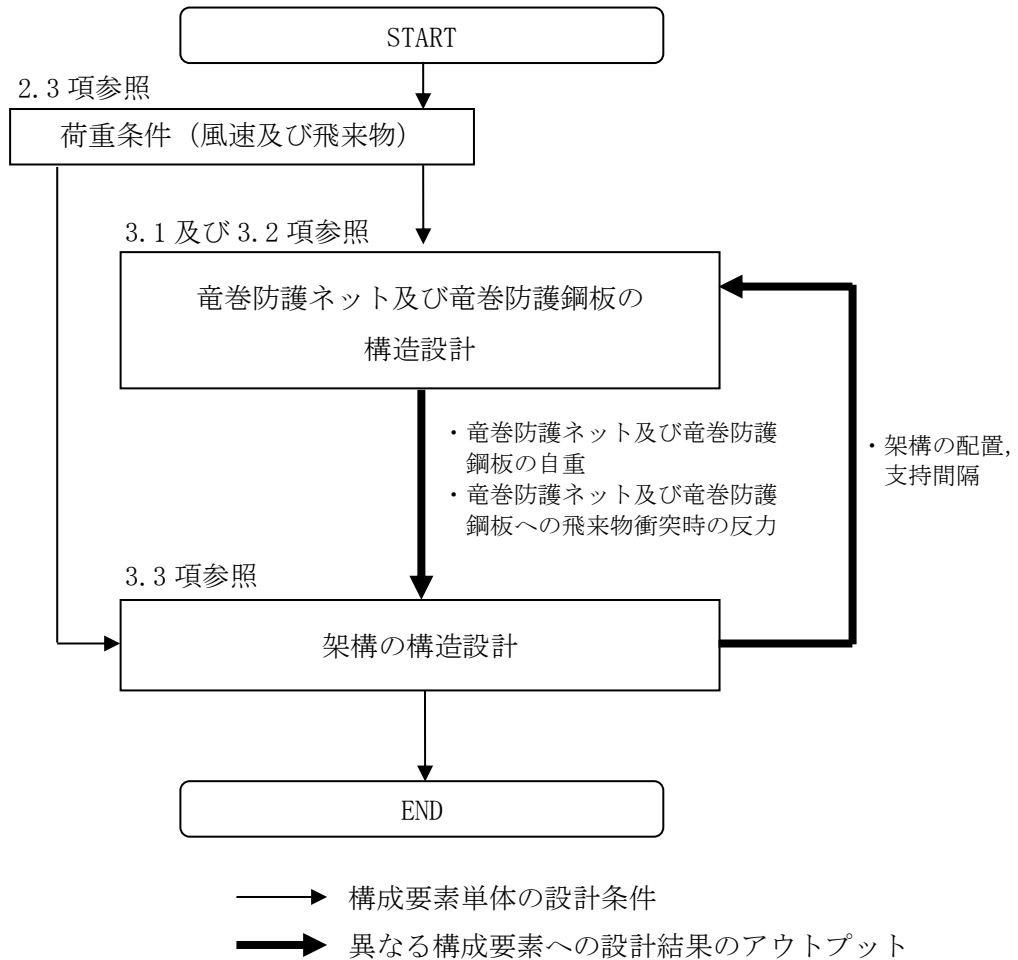 START
2.3 項参照
荷重条件（風速及び飛来物）
3.1 及び 3.2 項参照
竜巻防護ネット及び竜巻防護鋼板の
構造設計
・竜巻防護ネット及び竜巻防護
鋼板の自重
・竜巻防護ネット及び竜巻防護
鋼板への飛来物衝突時の反力
・架構の配置,
支持間隔
3.3 項参照
架構の構造設計
END
構成要素単体の設計条件
異なる構成要素への設計結果のアウトプット